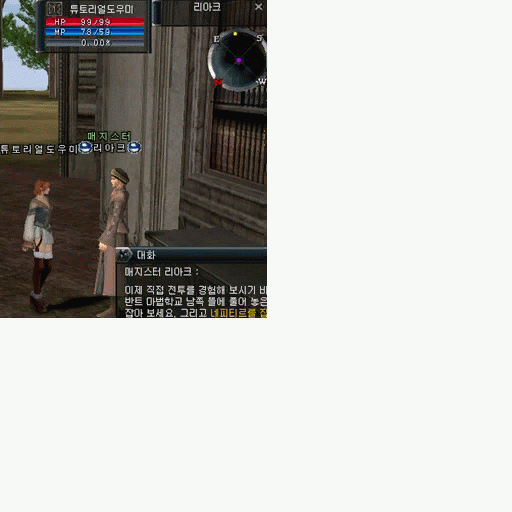 튜토리얼도우미
리아크
HP 99/99
HP 78/59
0.00%
E
S
N
W
매지스터
튜토리얼도우미
리아크
대화
매지스터 리아크 :
이제 직접 전투를 경험해 보시기 바
반트 마법학교 남쪽 뜰에 풀어 놓은
잡아 보세요. 그리고 네피티르를 잡